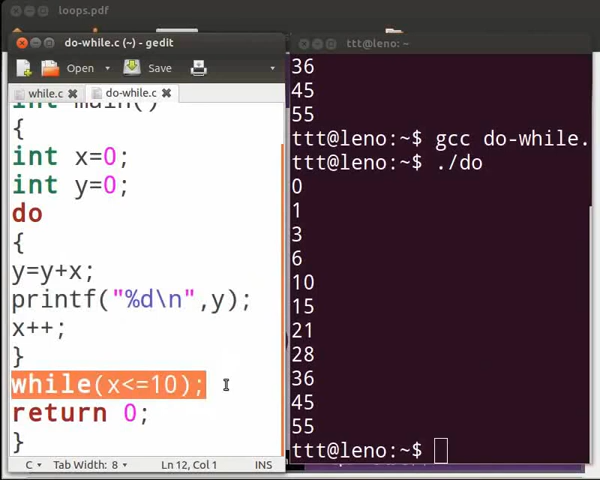 loops.pdf
do-while.c (~) - gedit
Open
Save
while.c
do-while.c
int main()
{
int x=0;
int y=0;
do
{
y=y+x;
printf("%d\n",y);
x++;
}
while(x<=10);
return 0;
}
C
Tab Width: 8
Ln 12, Col 1
INS
ttt@leno: ~
36
45
55
ttt@leno:~$ gcc do-while.
ttt@leno:~$ ./do
0
1
3
6
10
15
21
28
36
45
55
ttt@leno:~$